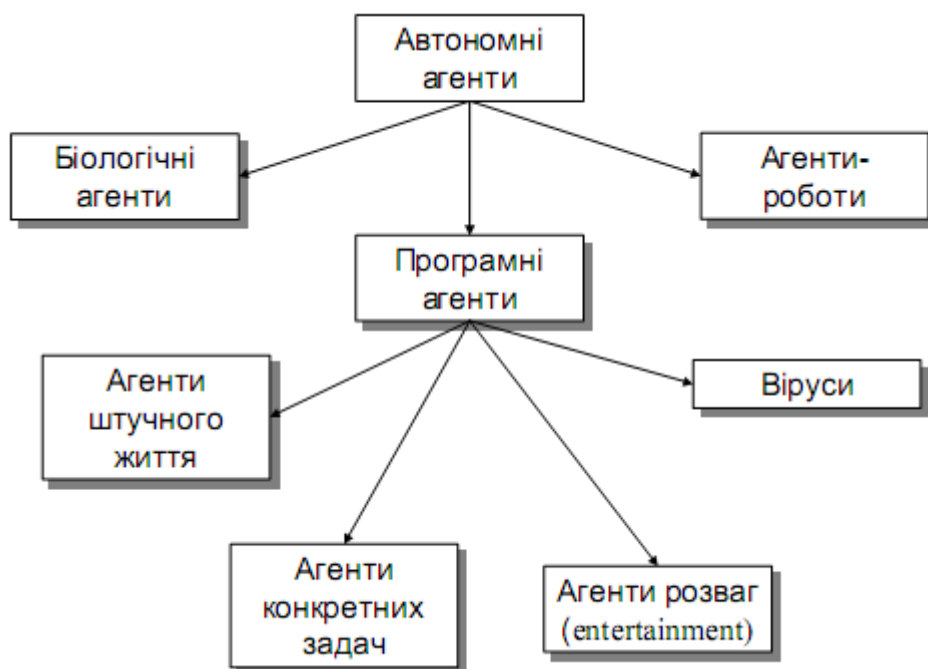 Автономні
агенти
Біологічні
агенти
Агенти-
роботи
Програмні
агенти
Агенти
штучного
життя
Віруси
Агенти
конкретних
задач
Агенти розваг
(entertainment)